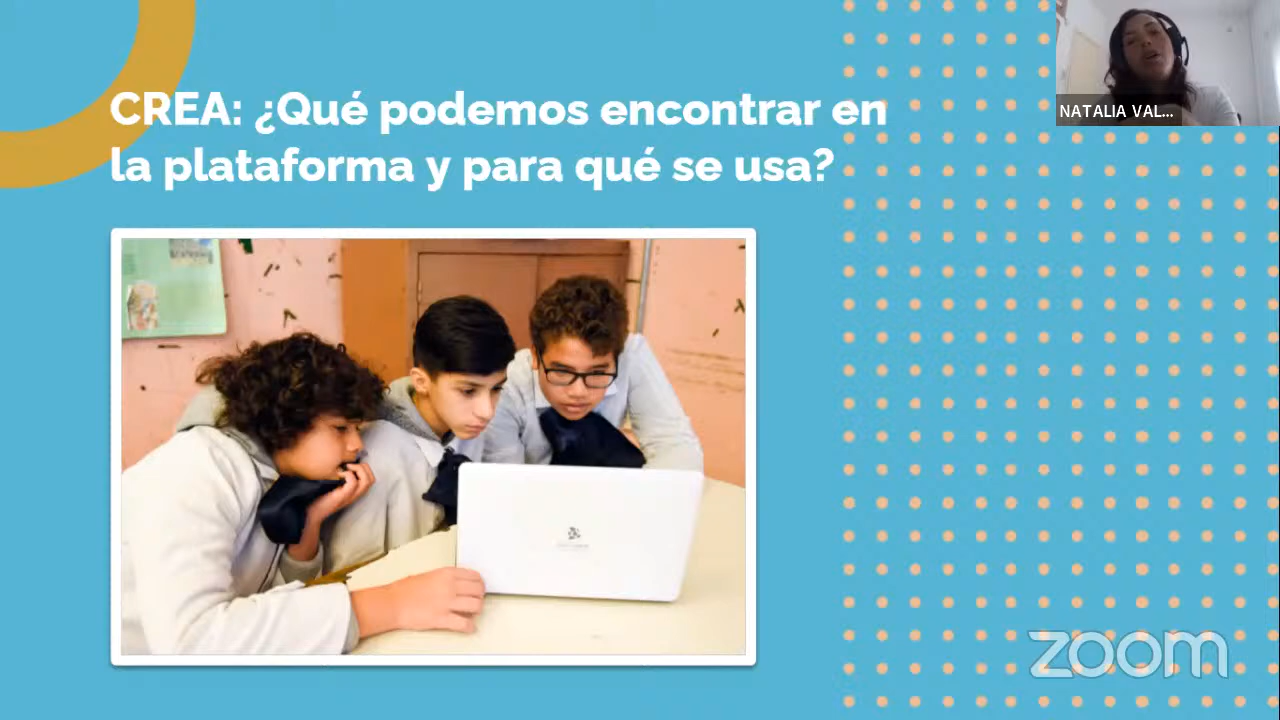 CREA: ¿Qué podemos encontrar en
la plataforma y para qué se usa?
NATALIA VAL...
zoom